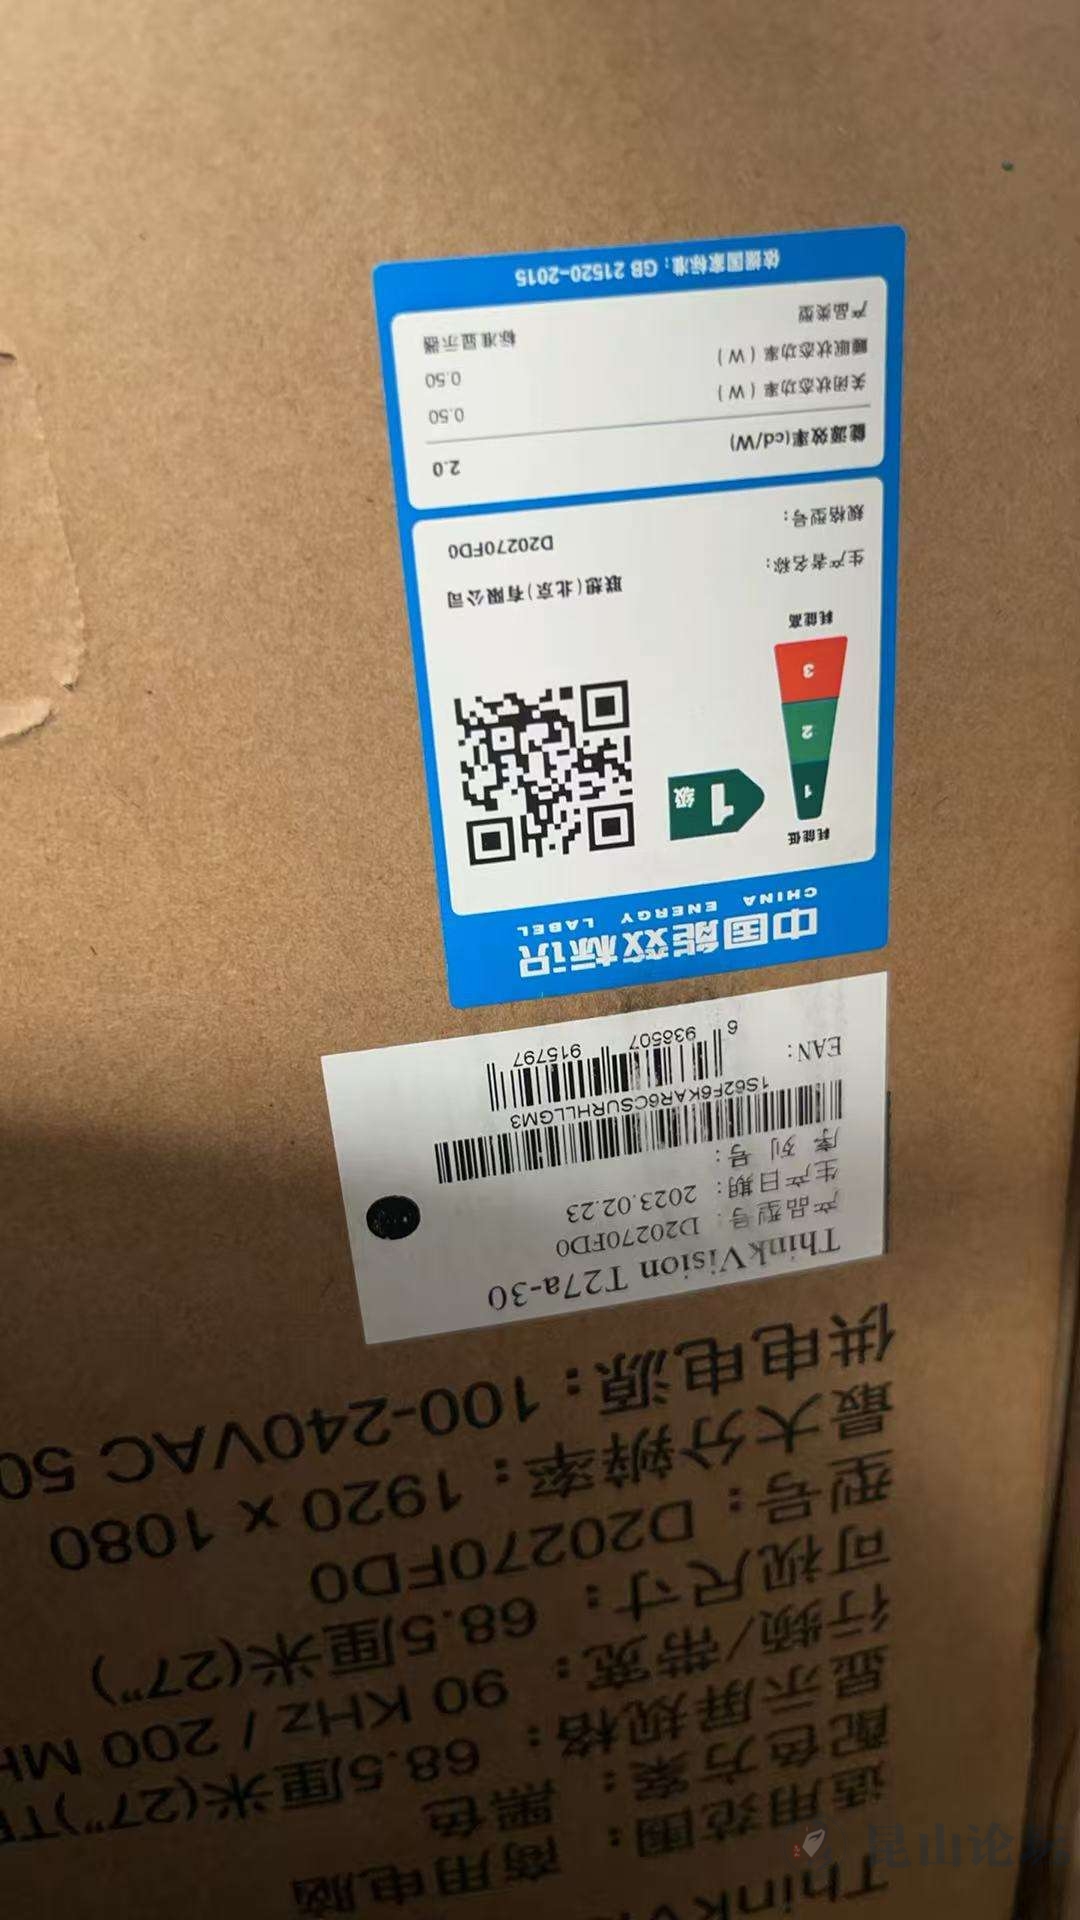 ThinkV
适用范围： 商用电脑
配色方案： 黑色
显示屏规格： 68.5厘米(27")T
行频/带宽： 90 KHz / 200 MH
可视尺寸： 68.5厘米(27")
型号：D20270FD0
最大分辨率：1920 x 1080
供电电源：100-240VAC 50
ThinkVision T27a-30
产品型号： D20270FD0
生产日期： 2023.02.23
序 列 号：
1S62F6KAR6CSURHLLGM3
EAN:
6 936507 915797
中国能效标识
CHINA ENERGY LABEL
耗能低
1
2
3
耗能高
1级
生产者名称： 联想(北京)有限公司
规格型号： D20270FD0
能源效率(cd/W) 2.0
关闭状态功率（W） 0.50
睡眠状态功率（W） 0.50
产品类型 标准显示器
依据国家标准：GB 21520-2015
昆山论坛